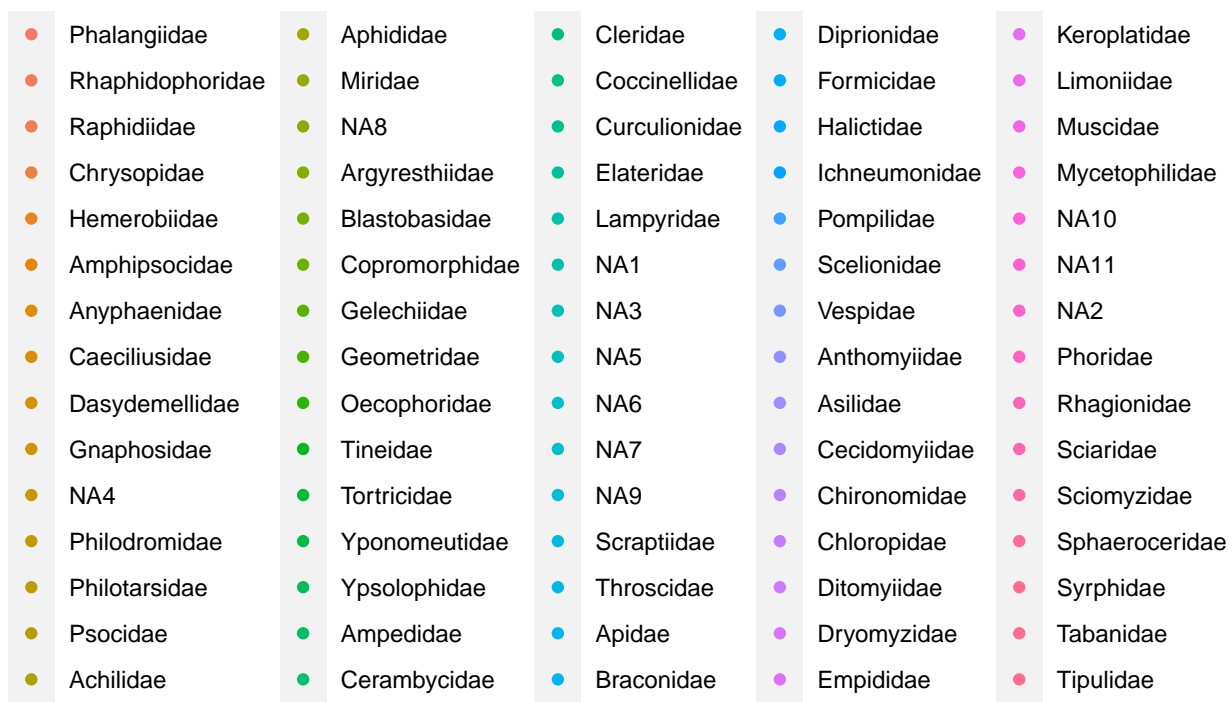 Phalangiidae
Rhaphidophoridae
Raphidiidae
Chrysopidae
Hemerobiidae
Amphipsocidae
Anyphaenidae
Caeciliusidae
Dasydemellidae
Gnaphosidae
NA4
Philodromidae
Philotarsidae
Psocidae
Achilidae
Aphididae
Miridae
NA8
Argyresthiidae
Blastobasidae
Copromorphidae
Gelechiidae
Geometridae
Oecophoridae
Tineidae
Tortricidae
Yponomeutidae
Ypsolophidae
Ampedidae
Cerambycidae
Cleridae
Coccinellidae
Curculionidae
Elateridae
Lampyridae
NA1
NA3
NA5
NA6
NA7
NA9
Scraptiidae
Throscidae
Apidae
Braconidae
Diprionidae
Formicidae
Halictidae
Ichneumonidae
Pompilidae
Scelionidae
Vespidae
Anthomyiidae
Asilidae
Cecidomyiidae
Chironomidae
Chloropidae
Ditomyiidae
Dryomyzidae
Empididae
Keroplatidae
Limoniidae
Muscidae
Mycetophilidae
NA10
NA11
NA2
Phoridae
Rhagionidae
Sciaridae
Sciomyzidae
Sphaeroceridae
Syrphidae
Tabanidae
Tipulidae